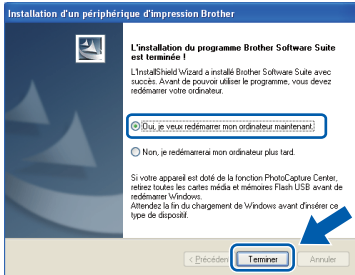 Installation d'un périphérique d'impression Brother
L'installation du programme Brother Software Suite
est terminée !
L'InstallShield Wizard a installé Brother Software Suite avec
succès. Avant de pouvoir utiliser le programme, vous devez
redémarrer votre ordinateur.
Oui, je veux redémarrer mon ordinateur maintenant.
Non, je redémarrerai mon ordinateur plus tard.
Si votre appareil est doté de la fonction PhotoCapture Center,
retirez toutes les cartes média et mémoires Flash USB avant de
redémarrer Windows.
Attendez la fin du chargement de Windows avant d'insérer ce
type de dispositif.
< Précéden Terminer Annuler